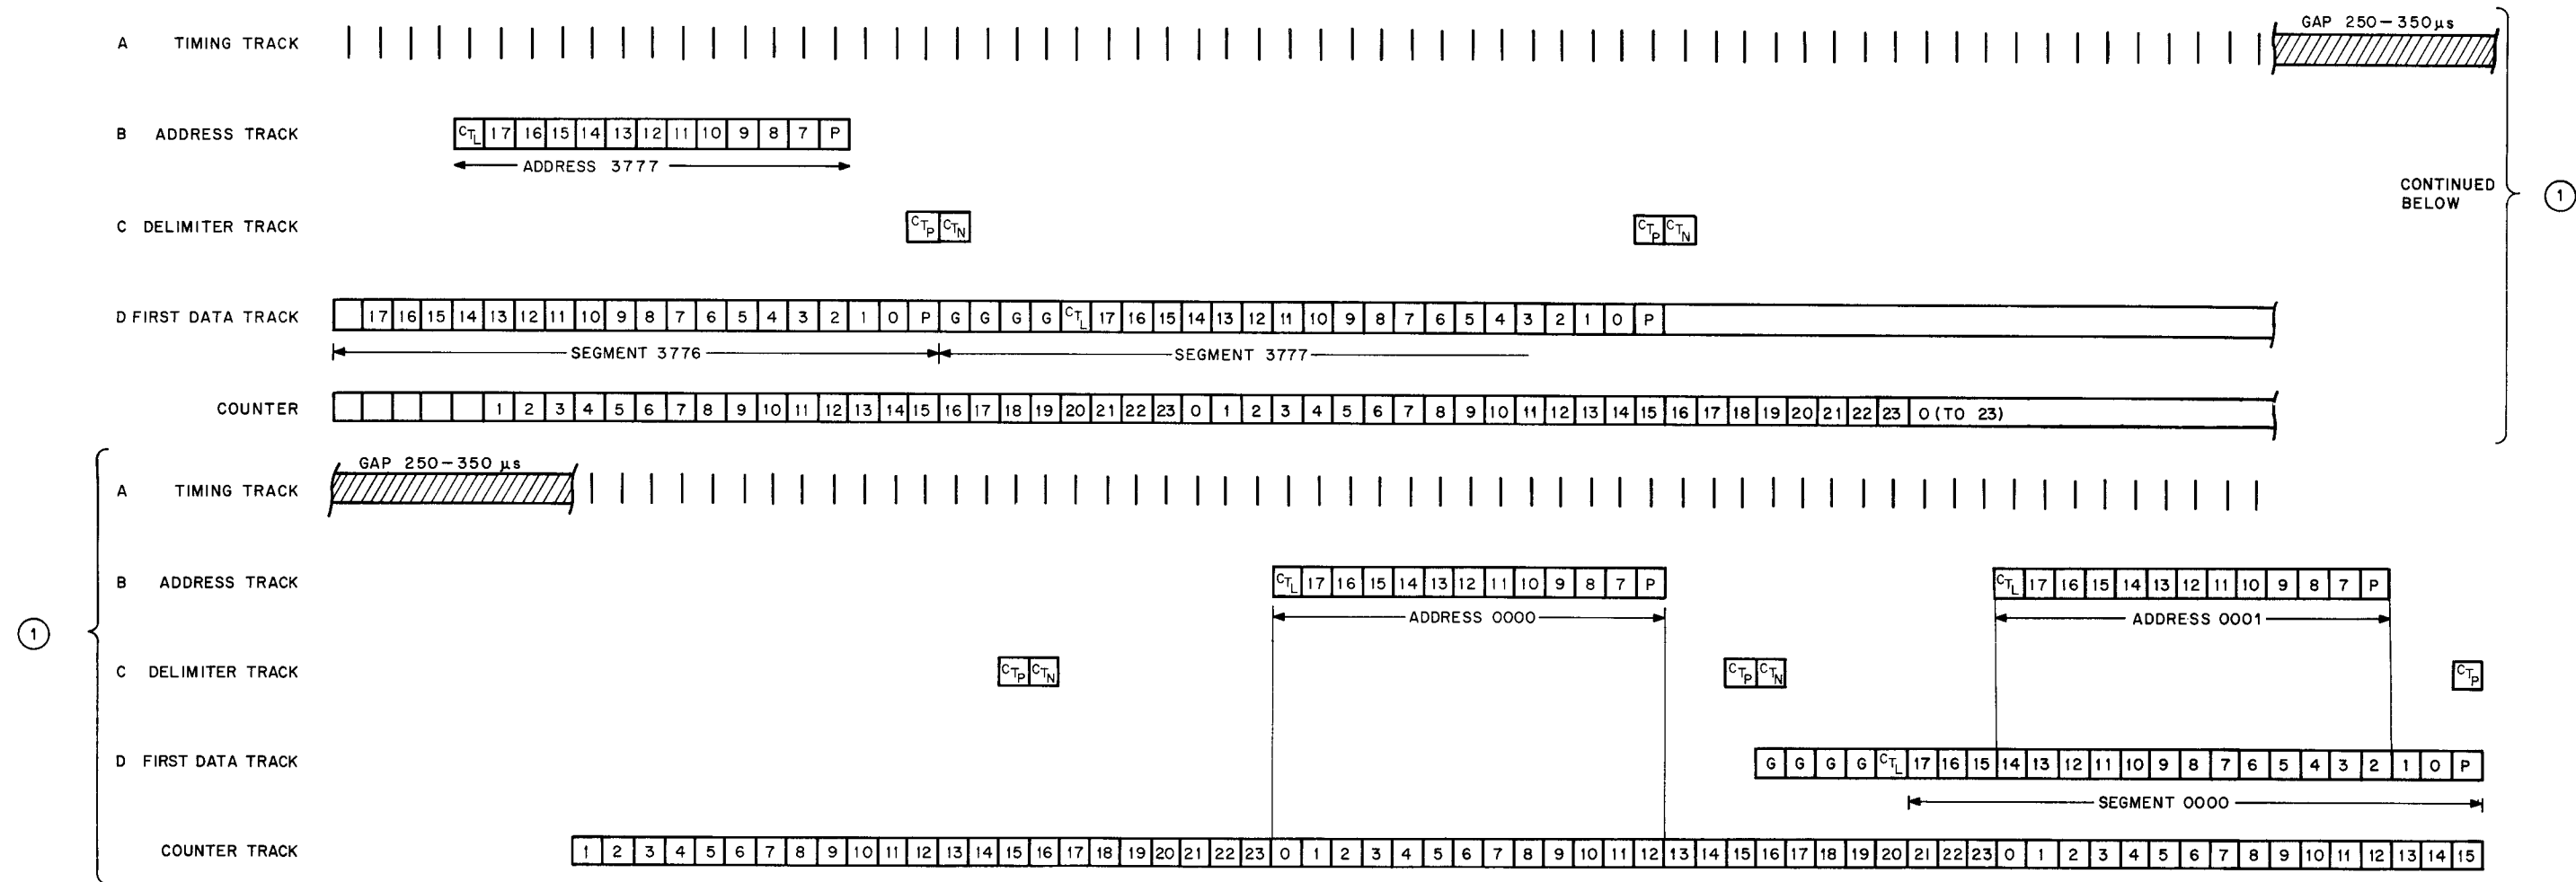 GAP 250-350µs
A TIMING TRACK
B ADDRESS TRACK CTL 17 16 15 14 13 12 11 10 9 8 7 P
ADDRESS 3777
CONTINUED BELOW 1
C DELIMITER TRACK CTP CTN CTP CTN
D FIRST DATA TRACK 17 16 15 14 13 12 11 10 9 8 7 6 5 4 3 2 1 0 P G G G G CTL 17 16 15 14 13 12 11 10 9 8 7 6 5 4 3 2 1 0 P
SEGMENT 3776 SEGMENT 3777
COUNTER 1 2 3 4 5 6 7 8 9 10 11 12 13 14 15 16 17 18 19 20 21 22 23 0 1 2 3 4 5 6 7 8 9 10 11 12 13 14 15 16 17 18 19 20 21 22 23 0 (TO 23)
GAP 250-350 µs
A TIMING TRACK
B ADDRESS TRACK CTL 17 16 15 14 13 12 11 10 9 8 7 P CTL 17 16 15 14 13 12 11 10 9 8 7 P
ADDRESS 0000 ADDRESS 0001
1
C DELIMITER TRACK CTP CTN CTP CTN CTP
D FIRST DATA TRACK G G G G CTL 17 16 15 14 13 12 11 10 9 8 7 6 5 4 3 2 1 0 P
SEGMENT 0000
COUNTER TRACK 1 2 3 4 5 6 7 8 9 10 11 12 13 14 15 16 17 18 19 20 21 22 23 0 1 2 3 4 5 6 7 8 9 10 11 12 13 14 15 16 17 18 19 20 21 22 23 0 1 2 3 4 5 6 7 8 9 10 11 12 13 14 15